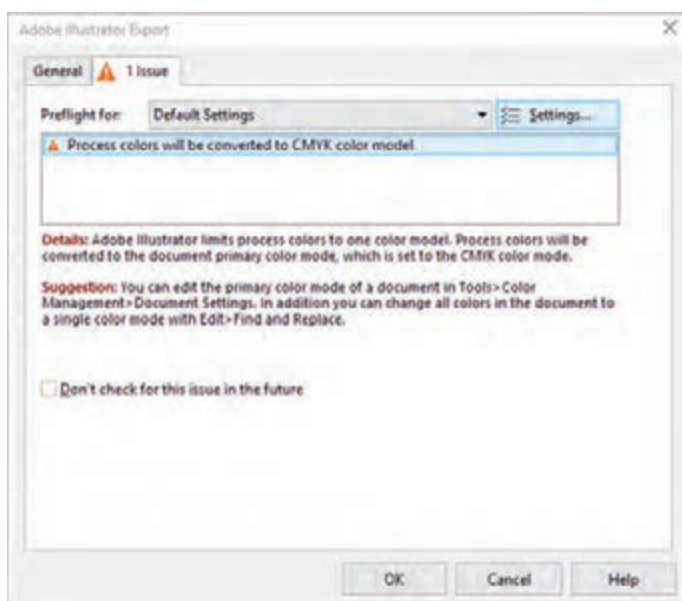 Adobe Illustrator Export
General 1 Issue
Preflight for: Default Settings Settings...
Process colors will be converted to CMYK color model.
Details: Adobe Illustrator limits process colors to one color model. Process colors will be
converted to the document primary color mode, which is set to the CMYK color mode.
Suggestion: You can edit the primary color mode of a document in Tools>Color
Management>Document Settings. In addition you can change all colors in the document to
a single color mode with Edit>Find and Replace.
Don't check for this issue in the future
OK Cancel Help